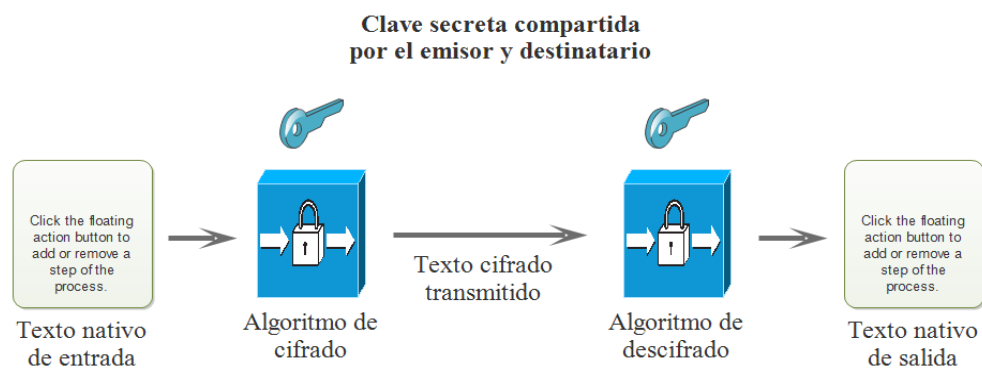 Clave secreta compartida
por el emisor y destinatario
Click the floating
action button to
add or remove a
step of the
process.
Texto nativo
de entrada
Algoritmo de
cifrado
Texto cifrado
transmitido
Algoritmo de
descifrado
Click the floating
action button to
add or remove a
step of the
process.
Texto nativo
de salida